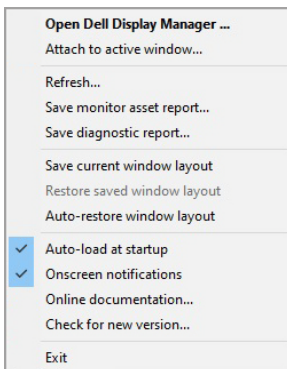 Open Dell Display Manager ...
Attach to active window...
Refresh...
Save monitor asset report...
Save diagnostic report...
Save current window layout
Restore saved window layout
Auto-restore window layout
Auto-load at startup
Onscreen notifications
Online documentation...
Check for new version...
Exit